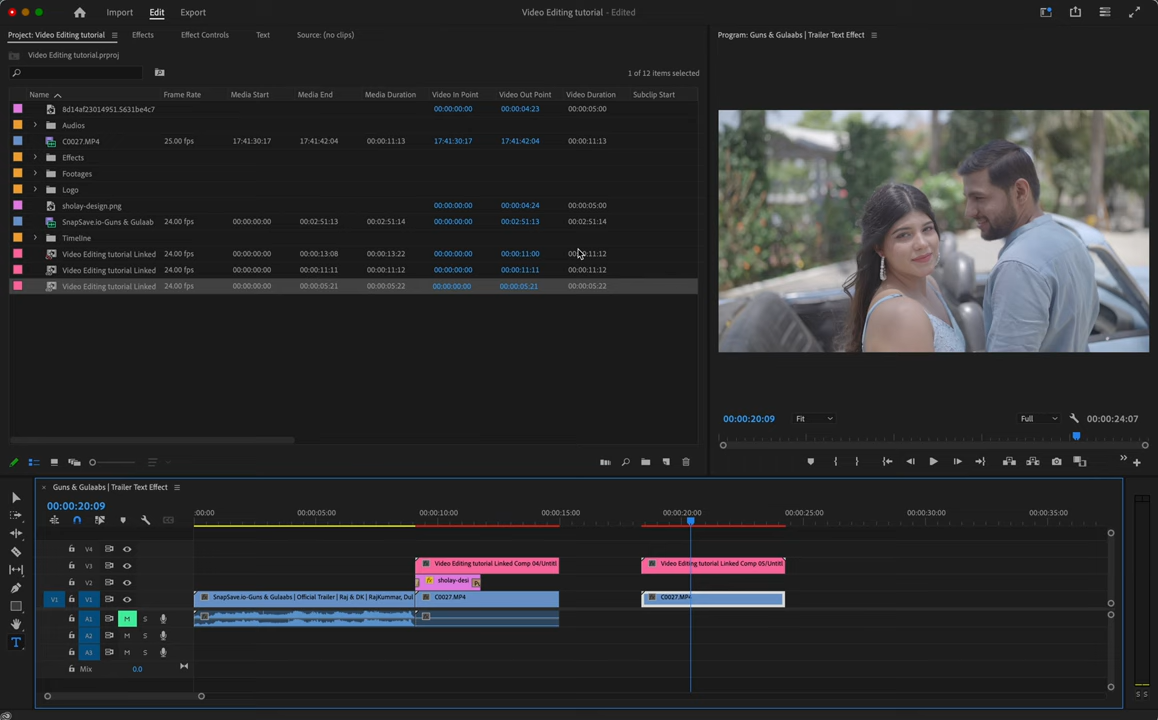 Import Edit Export Video Editing tutorial - Edited
Project: Video Editing tutorial Effects Effect Controls Text Source: (no clips) Program: Guns & Gulaabs | Trailer Text Effect
Video Editing tutorial.prproj
1 of 12 items selected
Name Frame Rate Media Start Media End Media Duration Video In Point Video Out Point Video Duration Subclip Start
8d14af23014951.5631be4c7 00:00:00:00 00:00:04:23 00:00:05:00
Audios
C0027.MP4 25.00 fps 17:41:30:17 17:41:42:04 00:00:11:13 17:41:30:17 17:41:42:04 00:00:11:13
Effects
Footages
Logo
sholay-design.png 00:00:00:00 00:00:04:24 00:00:05:00
SnapSave.io-Guns & Gulaab 24.00 fps 00:00:00:00 00:02:51:13 00:02:51:14 00:00:00:00 00:02:51:13 00:02:51:14
Timeline
Video Editing tutorial Linked 24.00 fps 00:00:00:00 00:00:13:08 00:00:13:22 00:00:00:00 00:00:11:00 00:00:11:12
Video Editing tutorial Linked 24.00 fps 00:00:00:00 00:00:11:11 00:00:11:12 00:00:00:00 00:00:11:11 00:00:11:12
Video Editing tutorial Linked 24.00 fps 00:00:00:00 00:00:05:21 00:00:05:22 00:00:00:00 00:00:05:21 00:00:05:22
00:00:20:09 Fit Full 00:00:24:07
Guns & Gulaabs | Trailer Text Effect
00:00:20:09
:00:00 00:00:05:00 00:00:10:00 00:00:15:00 00:00:20:00 00:00:25:00 00:00:30:00 00:00:35:00
V4
V3 Video Editing tutorial Linked Comp 04/Untitl Video Editing tutorial Linked Comp 05/Untitl
V2 fx sholay-desi
V1 V1 SnapSave.io-Guns & Gulaabs | Official Trailer | Raj & DK | RajKummar, Dul C0027.MP4 C0027.MP4
A1 M S
A2 M S
A3 M S
Mix 0.0
S S